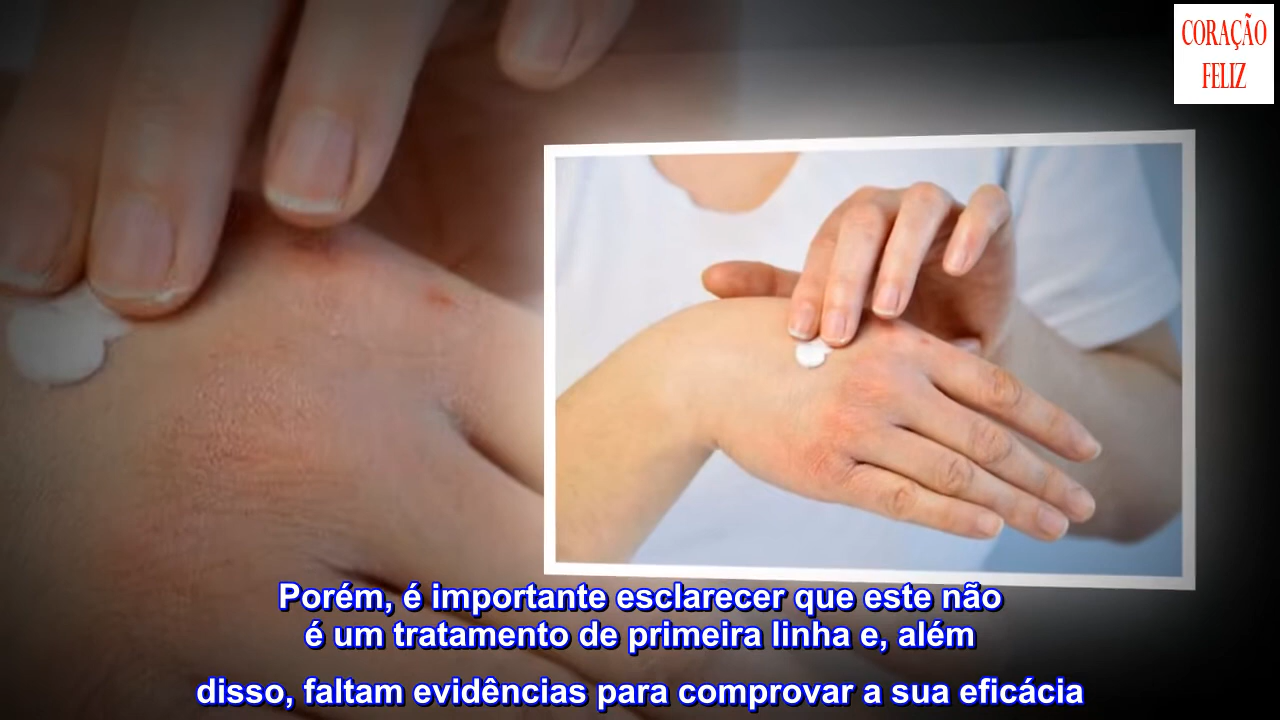 CORAÇÃO
FELIZ
Porém, é importante esclarecer que este não
é um tratamento de primeira linha e, além
disso, faltam evidências para comprovar a sua eficácia